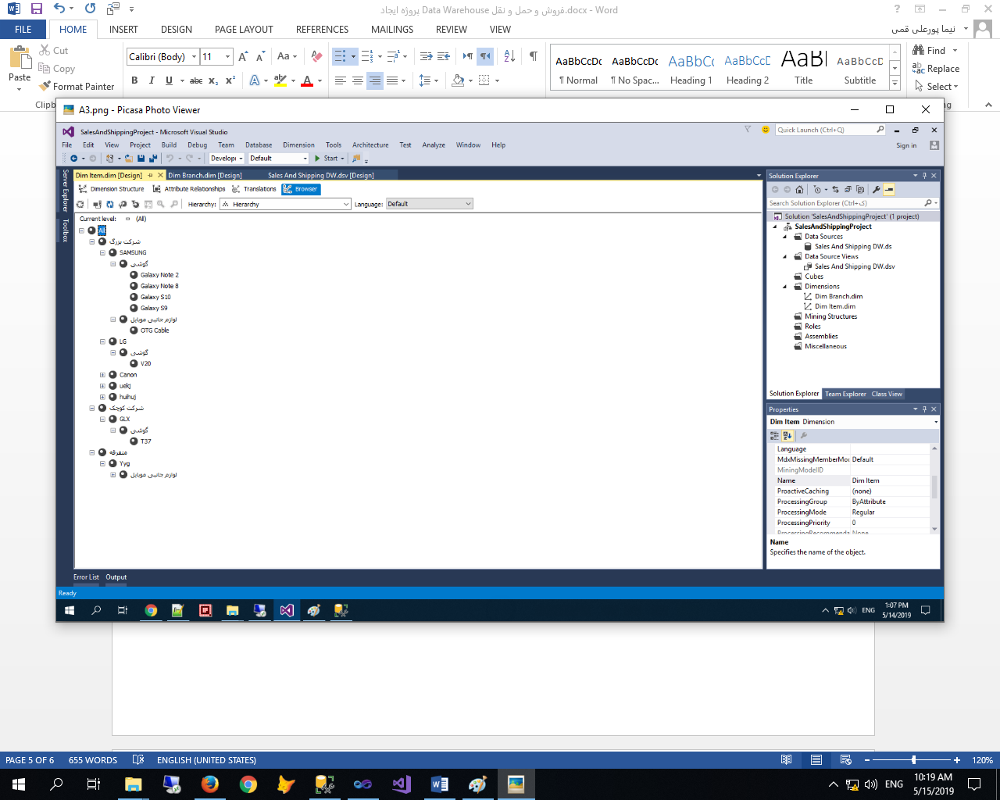 پروژه ایجاد Data Warehouse فروش و حمل و نقل.docx - Word
FILE HOME INSERT DESIGN PAGE LAYOUT REFERENCES MAILINGS REVIEW VIEW
نیما پورعلی قمی
Paste
Cut
Copy
Format Painter
Calibri (Body) 11
AaBbCcDc AaBbCcDc AaBbCc AaBbCcC AaBl AaBbCcD
¶ Normal ¶ No Spac... Heading 1 Heading 2 Title Subtitle
Find
Replace
Select
A3.png - Picasa Photo Viewer
SalesAndShippingProject - Microsoft Visual Studio
Quick Launch (Ctrl+Q)
File Edit View Project Build Debug Team Database Dimension Tools Architecture Test Analyze Window Help
Sign in
Default Start
Server Explorer
Toolbox
Dim Item.dim [Design] Dim Branch.dim [Design] Sales And Shipping DW.dsv [Design]
Dimension Structure Attribute Relationships Translations Browser
Hierarchy: Hierarchy Language: Default
Current level: (All)
All
شرکت بزرگ
SAMSUNG
گوشی
Galaxy Note 2
Galaxy Note 8
Galaxy S10
Galaxy S9
لوازم جانبی موبایل
OTG Cable
LG
گوشی
V20
Canon
uekj
huihuj
شرکت کوچک
GLX
گوشی
T37
متفرقه
Yyg
لوازم جانبی موبایل
Solution Explorer
Search Solution Explorer (Ctrl+ک)
Solution 'SalesAndShippingProject' (1 project)
SalesAndShippingProject
Data Sources
Sales And Shipping DW.ds
Data Source Views
Sales And Shipping DW.dsv
Cubes
Dimensions
Dim Branch.dim
Dim Item.dim
Mining Structures
Roles
Assemblies
Miscellaneous
Solution Explorer Team Explorer Class View
Properties
Dim Item Dimension
Language
MdxMissingMemberMo Default
MiningModelID
Name Dim Item
ProactiveCaching (none)
ProcessingGroup ByAttribute
ProcessingMode Regular
ProcessingPriority 0
ProcessingRecommenda None
Name
Specifies the name of the object.
Error List Output
Ready
ENG 1:07 PM
5/14/2019
PAGE 5 OF 6 655 WORDS ENGLISH (UNITED STATES) 120%
ENG 10:19 AM
5/15/2019